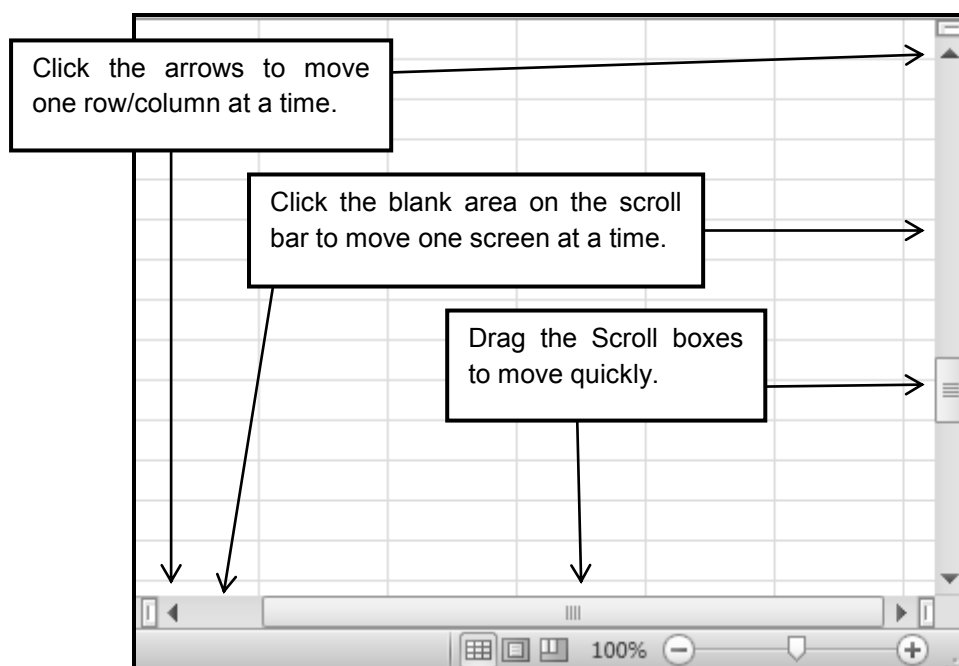 Click the arrows to move
one row/column at a time.
Click the blank area on the scroll
bar to move one screen at a time.
Drag the Scroll boxes
to move quickly.
100%